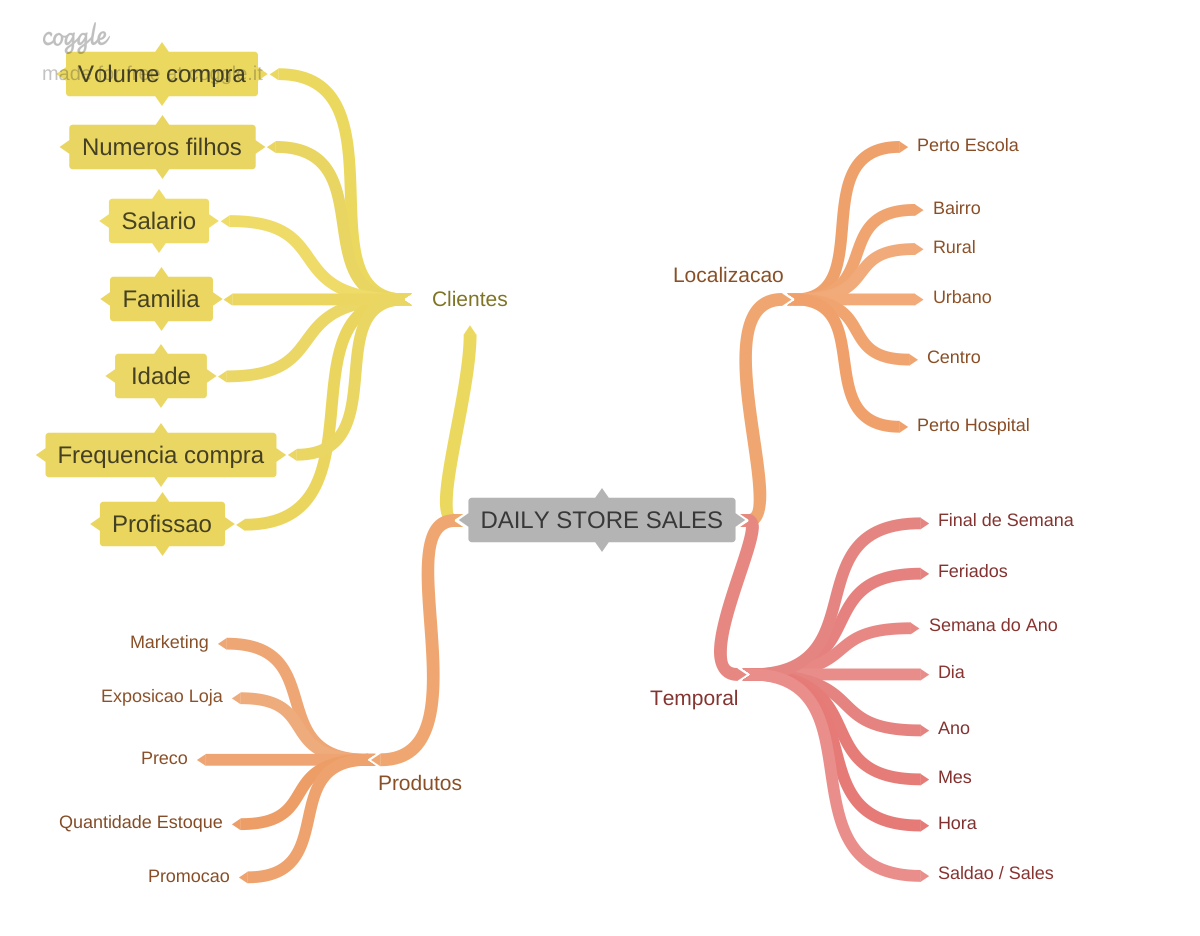 coggle
made for free at coggle.it
Volume compra
Numeros filhos
Salario
Familia
Idade
Frequencia compra
Profissao
Clientes
Marketing
Exposicao Loja
Preco
Quantidade Estoque
Promocao
Produtos
DAILY STORE SALES
Localizacao
Perto Escola
Bairro
Rural
Urbano
Centro
Perto Hospital
Temporal
Final de Semana
Feriados
Semana do Ano
Dia
Ano
Mes
Hora
Saldao / Sales